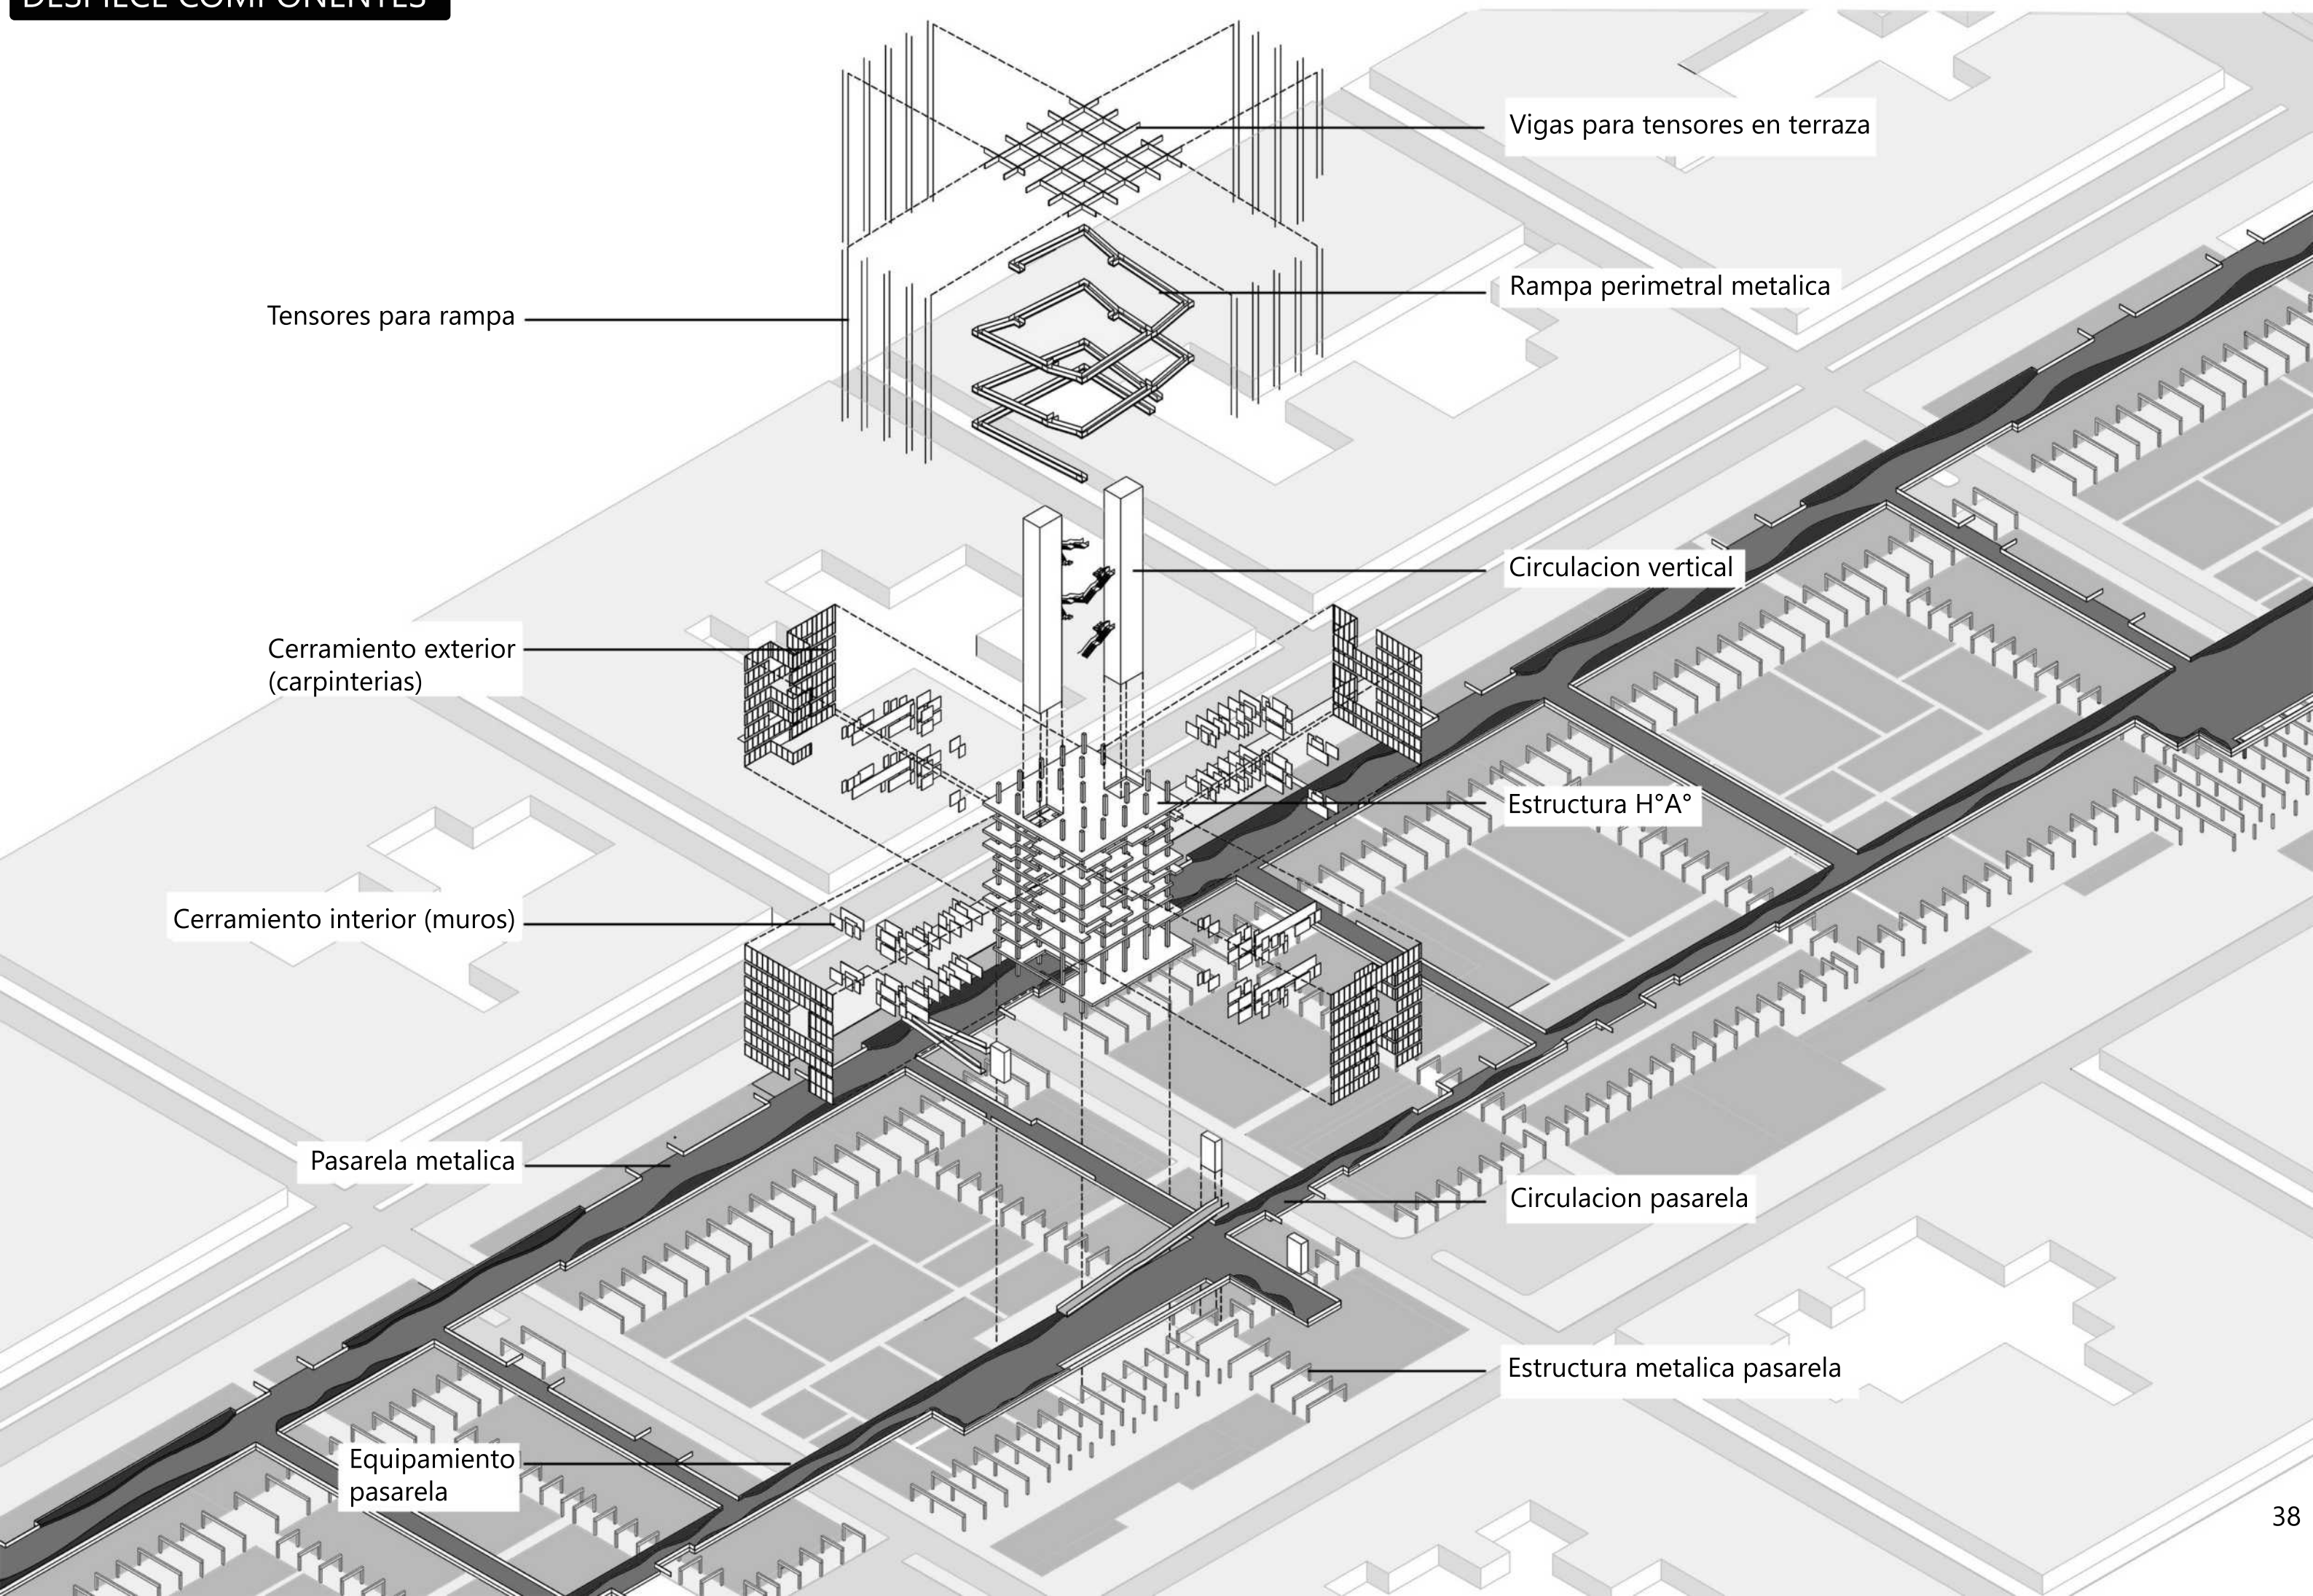 DESPIECE COMPONENTES
Vigas para tensores en terraza
Rampa perimetral metalica
Tensores para rampa
Circulacion vertical
Cerramiento exterior
(carpinterias)
Estructura H°A°
Cerramiento interior (muros)
Pasarela metalica
Circulacion pasarela
Estructura metalica pasarela
Equipamiento
pasarela
38